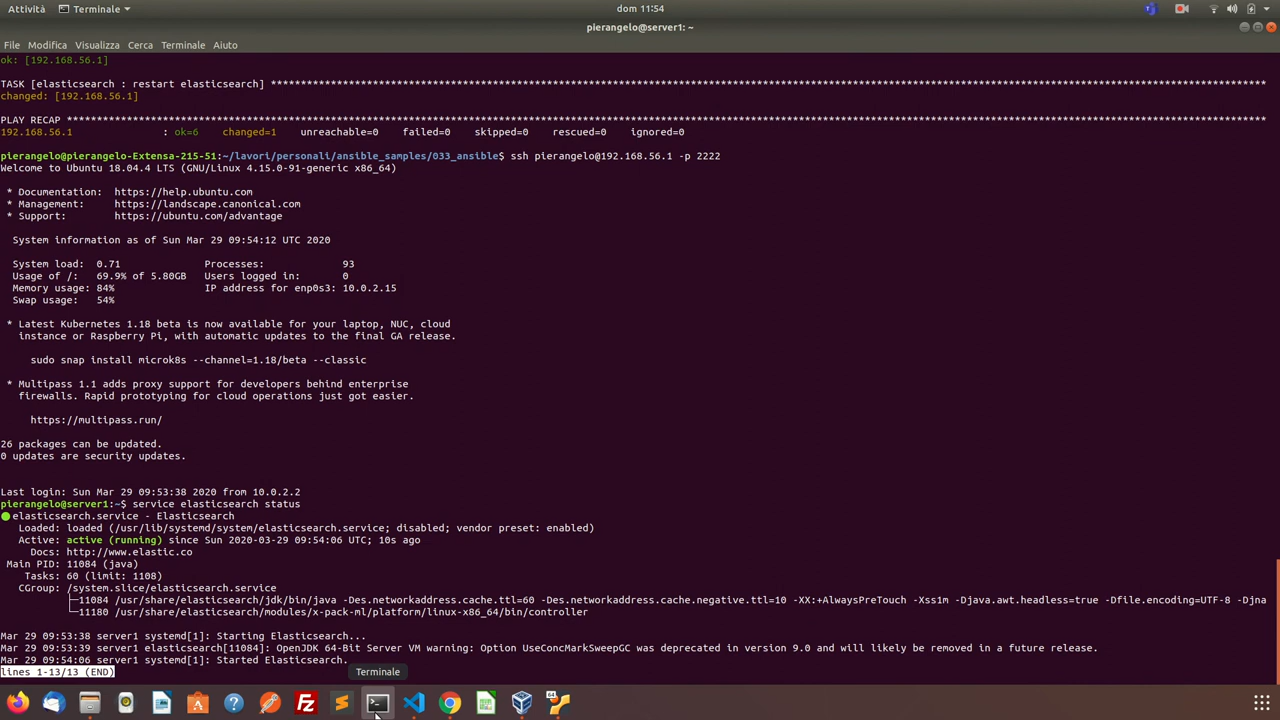 Attività
Terminale
dom 11:54
pierangelo@server1: ~
File Modifica Visualizza Cerca Terminale Aiuto
ok: [192.168.56.1]
TASK [elasticsearch : restart elasticsearch] ****************************************************************************************************************************************************************
changed: [192.168.56.1]
PLAY RECAP **************************************************************************************************************************************************************************************************
192.168.56.1 : ok=6 changed=1 unreachable=0 failed=0 skipped=0 rescued=0 ignored=0
pierangelo@pierangelo-Extensa-215-51:~/lavori/personali/ansible_samples/033_ansible$ ssh pierangelo@192.168.56.1 -p 2222
Welcome to Ubuntu 18.04.4 LTS (GNU/Linux 4.15.0-91-generic x86_64)
* Documentation: https://help.ubuntu.com
* Management: https://landscape.canonical.com
* Support: https://ubuntu.com/advantage
System information as of Sun Mar 29 09:54:12 UTC 2020
System load: 0.71 Processes: 93
Usage of /: 69.9% of 5.80GB Users logged in: 0
Memory usage: 84% IP address for enp0s3: 10.0.2.15
Swap usage: 54%
* Latest Kubernetes 1.18 beta is now available for your laptop, NUC, cloud
instance or Raspberry Pi, with automatic updates to the final GA release.
sudo snap install microk8s --channel=1.18/beta --classic
* Multipass 1.1 adds proxy support for developers behind enterprise
firewalls. Rapid prototyping for cloud operations just got easier.
https://multipass.run/
26 packages can be updated.
0 updates are security updates.
Last login: Sun Mar 29 09:53:38 2020 from 10.0.2.2
pierangelo@server1:~$ service elasticsearch status
● elasticsearch.service - Elasticsearch
Loaded: loaded (/usr/lib/systemd/system/elasticsearch.service; disabled; vendor preset: enabled)
Active: active (running) since Sun 2020-03-29 09:54:06 UTC; 10s ago
Docs: http://www.elastic.co
Main PID: 11084 (java)
Tasks: 60 (limit: 1108)
CGroup: /system.slice/elasticsearch.service
├─11084 /usr/share/elasticsearch/jdk/bin/java -Des.networkaddress.cache.ttl=60 -Des.networkaddress.cache.negative.ttl=10 -XX:+AlwaysPreTouch -Xss1m -Djava.awt.headless=true -Dfile.encoding=UTF-8 -Djna
└─11180 /usr/share/elasticsearch/modules/x-pack-ml/platform/linux-x86_64/bin/controller
Mar 29 09:53:38 server1 systemd[1]: Starting Elasticsearch...
Mar 29 09:53:39 server1 elasticsearch[11084]: OpenJDK 64-Bit Server VM warning: Option UseConcMarkSweepGC was deprecated in version 9.0 and will likely be removed in a future release.
Mar 29 09:54:06 server1 systemd[1]: Started Elasticsearch.
lines 1-13/13 (END)
Terminale